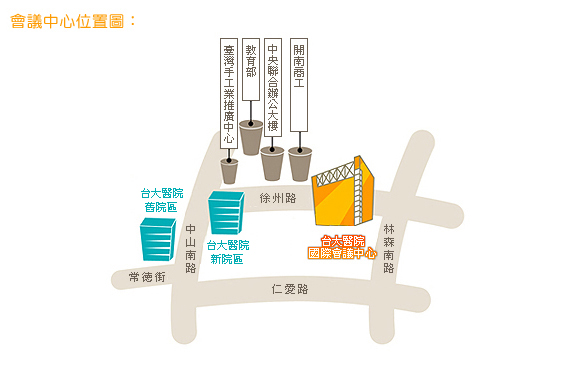 會議中心位置圖：
臺灣手工業推廣中心
教育部
中央聯合辦公大樓
開南商工
台大醫院
舊院區
徐州路
台大醫院
新院區
中山南路
台大醫院
國際會議中心
林森南路
常德街
仁愛路